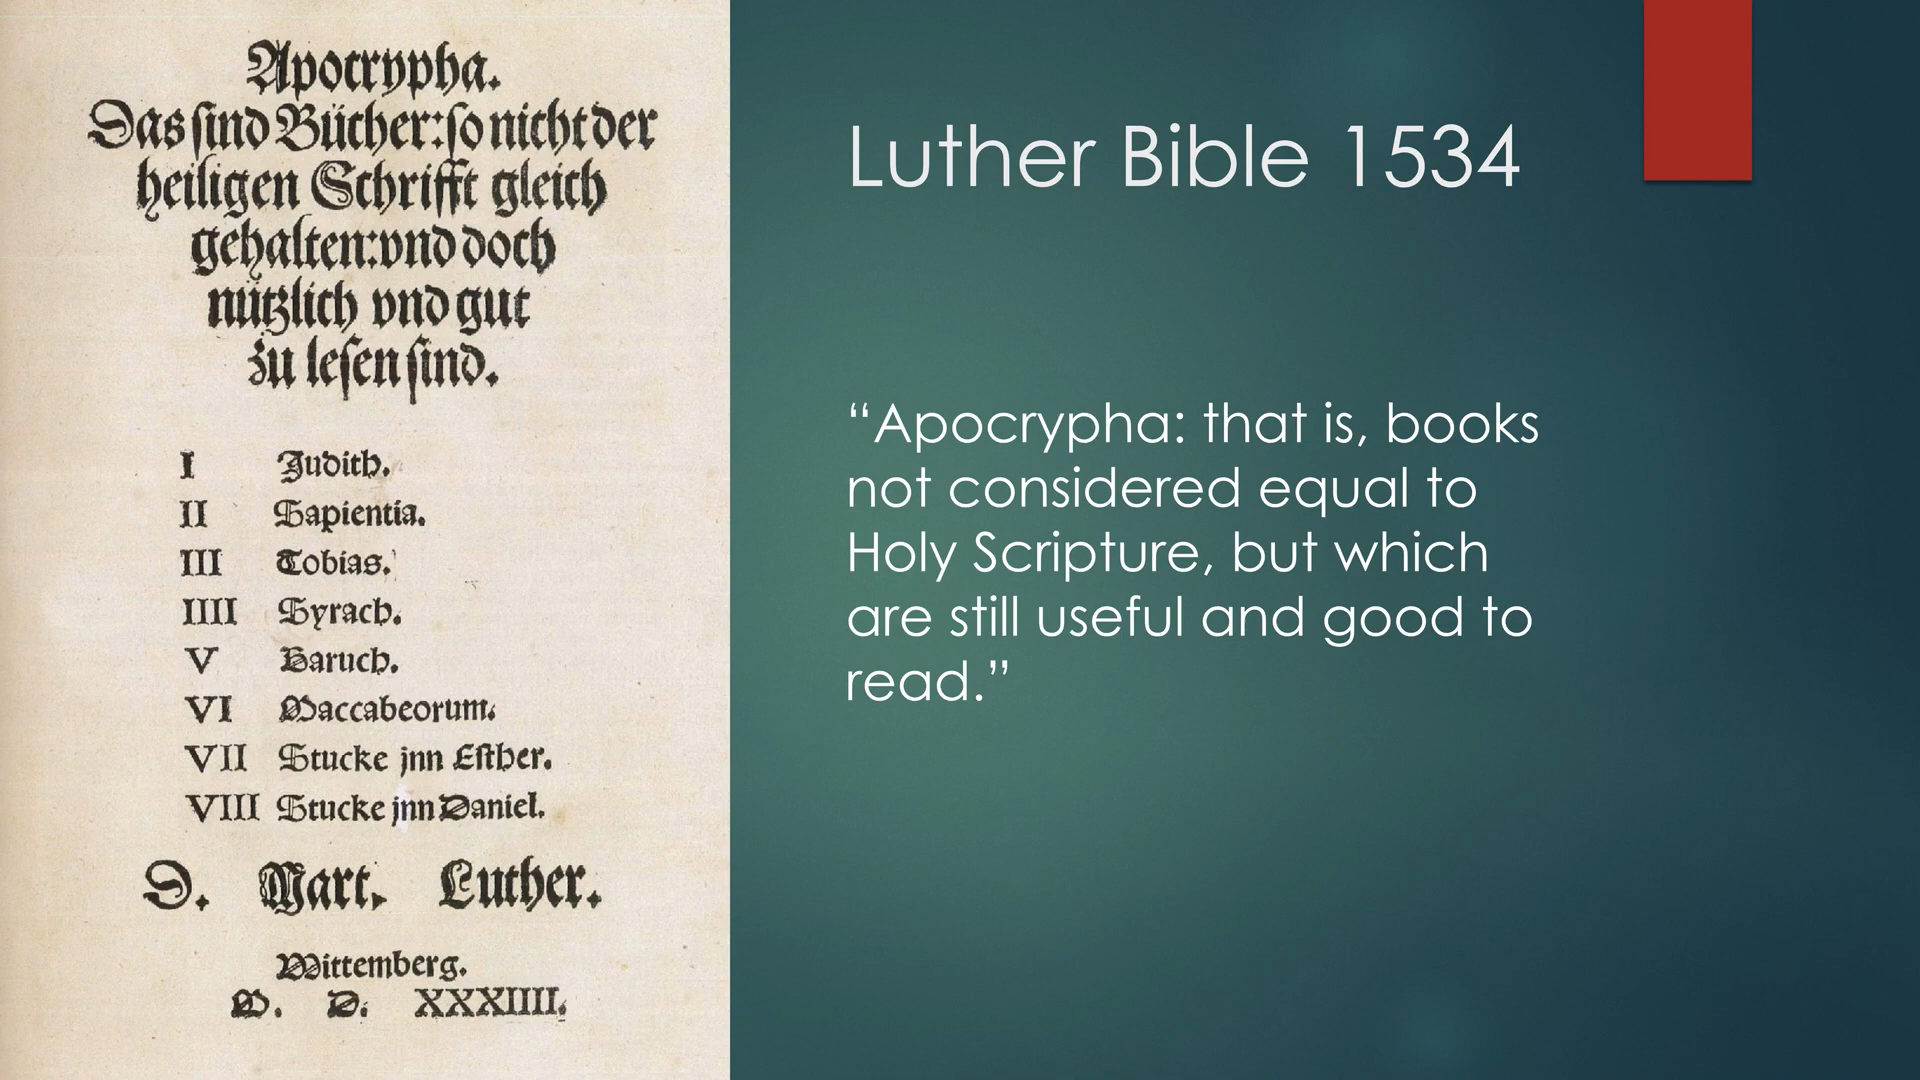 Apocrypha.
Das sind Bücher: so nicht der
heiligen Schrifft gleich
gehalten: vnd doch
nützlich vnd gut
zu lesen sind.
I Judith.
II Sapientia.
III Tobias.
IIII Syrach.
V Baruch.
VI Maccabeorum.
VII Stucke jnn Esther.
VIII Stucke jnn Daniel.
D. Mart. Luther.
Wittemberg.
M. D. XXXIIII.
Luther Bible 1534
“Apocrypha: that is, books
not considered equal to
Holy Scripture, but which
are still useful and good to
read.”